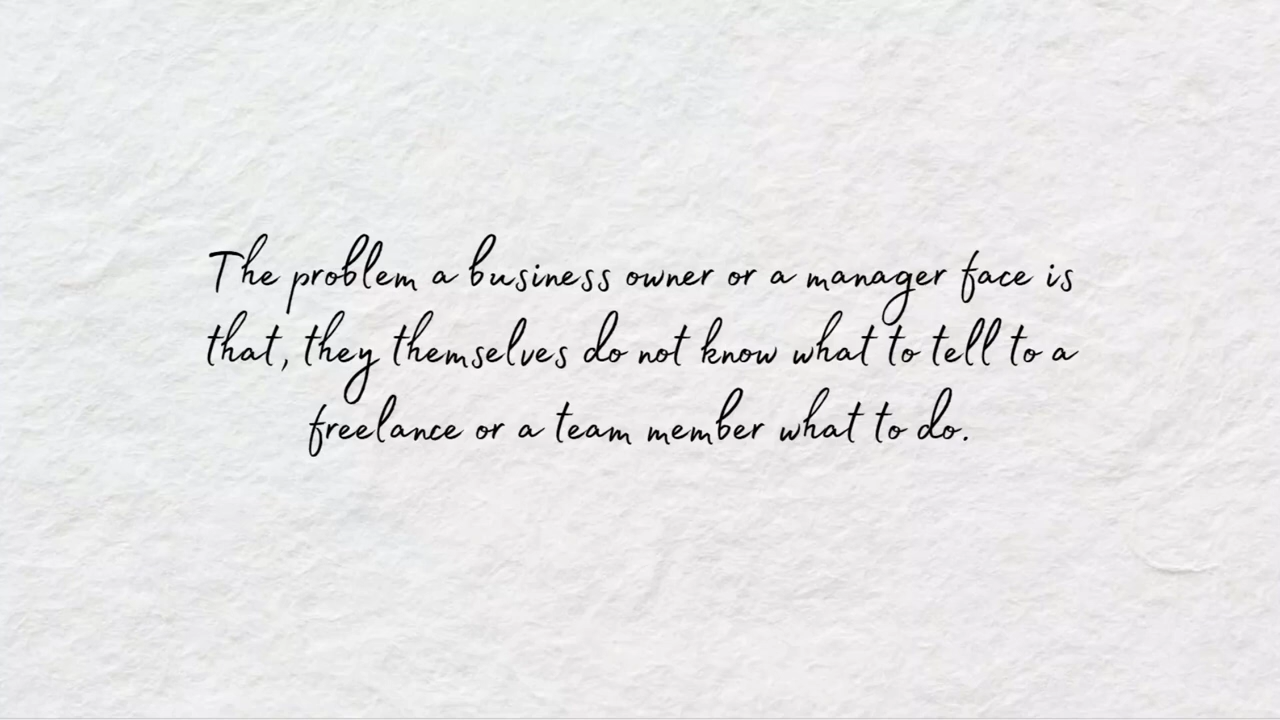 The problem a business owner or a manager face is
that, they themselves do not know what to tell to a
freelance or a team member what to do.